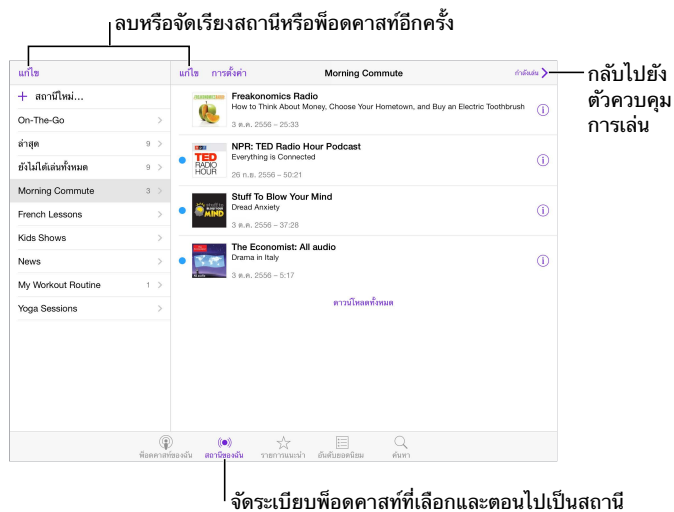 ลบหรือจัดเรียงสถานีหรือพ็อดคาสท์อีกครั้ง
แก้ไข
แก้ไข การตั้งค่า Morning Commute กำลังเล่น
กลับไปยัง
ตัวควบคุม
การเล่น
+ สถานีใหม่...
On-The-Go
ล่าสุด 9
ยังไม่ได้เล่นทั้งหมด 9
Morning Commute 3
French Lessons
Kids Shows
News
My Workout Routine 1
Yoga Sessions
Freakonomics Radio
How to Think About Money, Choose Your Hometown, and Buy an Electric Toothbrush
3 ต.ค. 2556 – 25:33
TED
RADIO
HOUR
NPR: TED Radio Hour Podcast
Everything is Connected
26 ก.ย. 2556 – 50:21
MIND
Stuff To Blow Your Mind
Dread Anxiety
3 ต.ค. 2556 – 37:28
The Economist: All audio
Drama in Italy
3 ต.ค. 2556 – 5:17
ดาวน์โหลดทั้งหมด
พ็อดคาสท์ของฉัน สถานีของฉัน รายการแนะนำ อันดับยอดนิยม ค้นหา
จัดระเบียบพ็อดคาสท์ที่เลือกและตอนไปเป็นสถานี